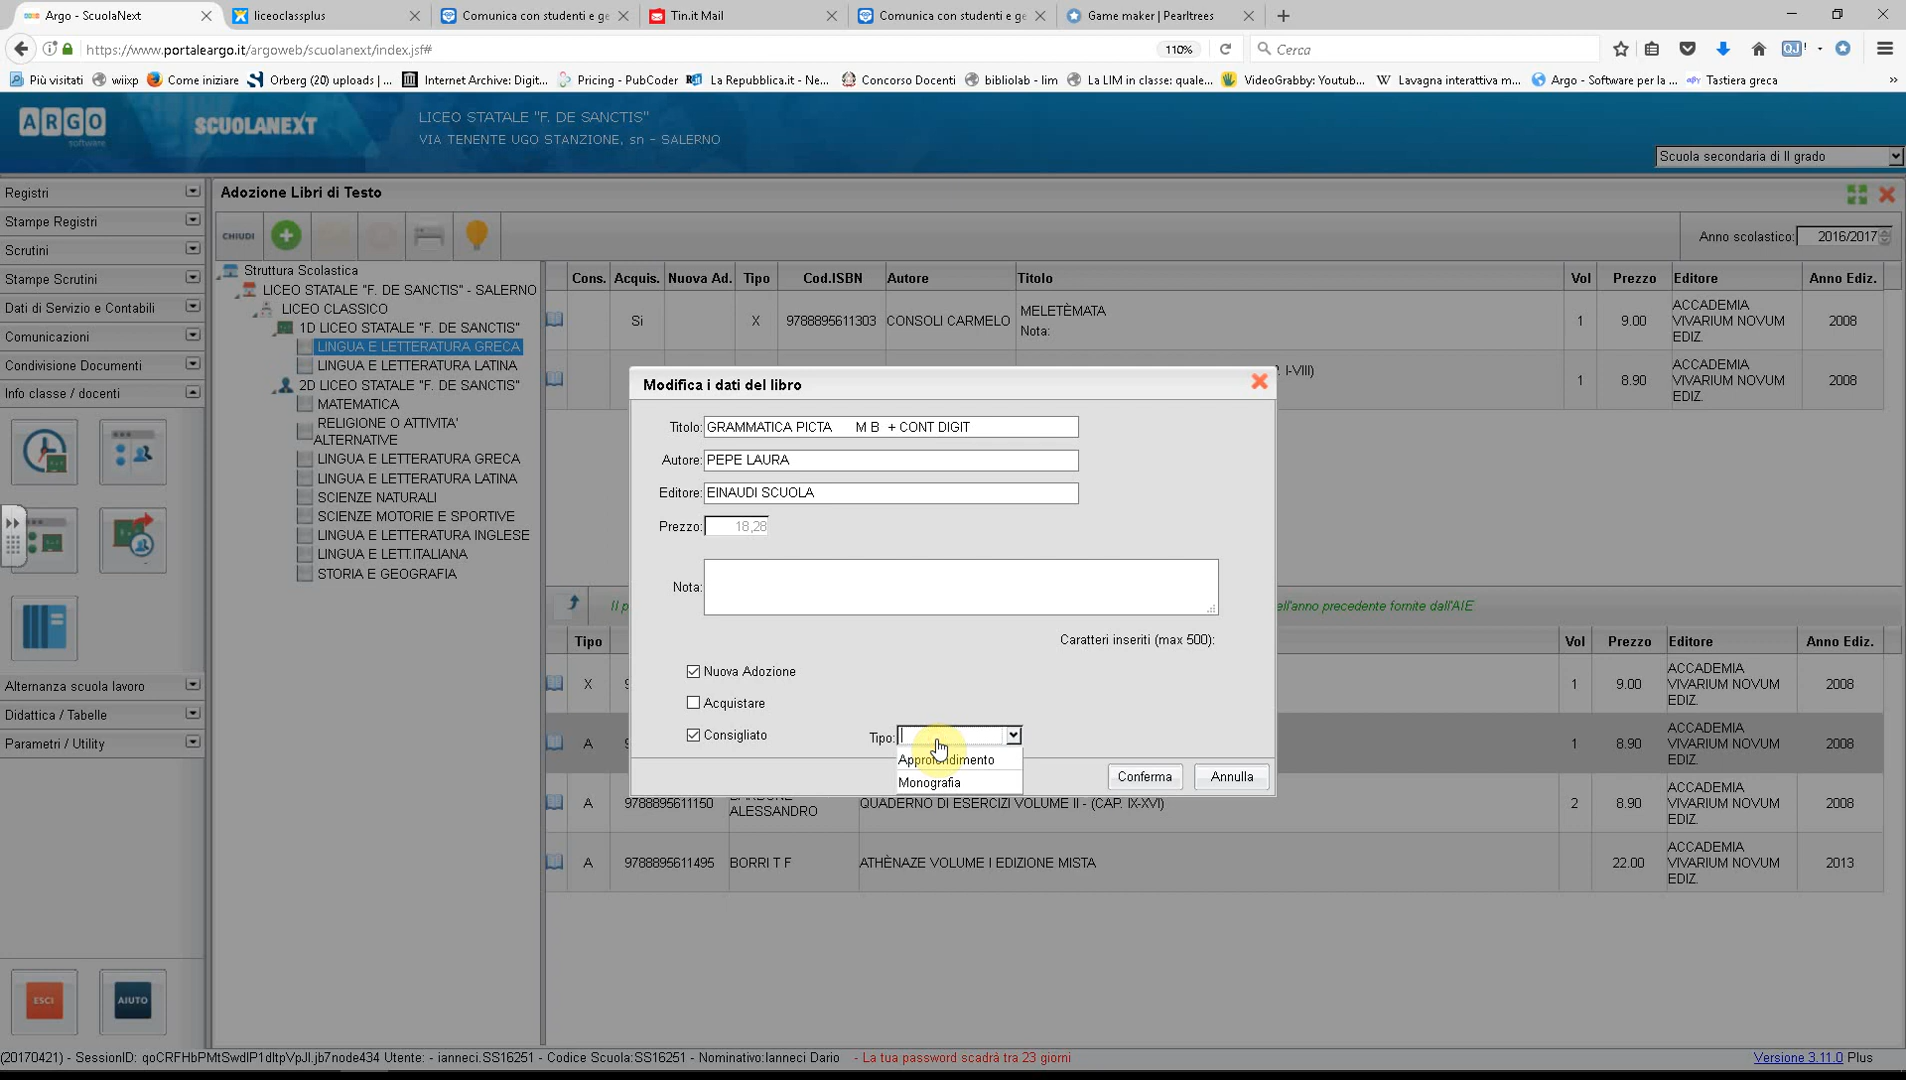 Argo - ScuolaNext
liceoclassplus
Comunica con studenti e ge
Tin.it Mail
Comunica con studenti e ge
Game maker | Pearltrees
https://www.portaleargo.it/argoweb/scuolanext/index.jsf#
110%
Cerca
Più visitati
wiixp
Come iniziare
Orberg (20) uploads | ...
Internet Archive: Digit...
Pricing - PubCoder
La Repubblica.it - Ne...
Concorso Docenti
bibliolab - lim
La LIM in classe: quale...
VideoGrabby: Youtub...
Lavagna interattiva m...
Argo - Software per la ...
Tastiera greca
ARGO
software
SCUOLANEXT
LICEO STATALE "F. DE SANCTIS"
VIA TENENTE UGO STANZIONE, sn - SALERNO
Scuola secondaria di II grado
Registri
Stampe Registri
Scrutini
Stampe Scrutini
Dati di Servizio e Contabili
Comunicazioni
Condivisione Documenti
Info classe / docenti
Alternanza scuola lavoro
Didattica / Tabelle
Parametri / Utility
ESCI
AIUTO
Adozione Libri di Testo
CHIUDI
Anno scolastico: 2016/2017
Struttura Scolastica
LICEO STATALE "F. DE SANCTIS" - SALERNO
LICEO CLASSICO
1D LICEO STATALE "F. DE SANCTIS"
LINGUA E LETTERATURA GRECA
LINGUA E LETTERATURA LATINA
2D LICEO STATALE "F. DE SANCTIS"
MATEMATICA
RELIGIONE O ATTIVITA'
ALTERNATIVE
LINGUA E LETTERATURA GRECA
LINGUA E LETTERATURA LATINA
SCIENZE NATURALI
SCIENZE MOTORIE E SPORTIVE
LINGUA E LETTERATURA INGLESE
LINGUA E LETT.ITALIANA
STORIA E GEOGRAFIA
Cons. Acquis. Nuova Ad. Tipo Cod.ISBN Autore Titolo Vol Prezzo Editore Anno Ediz.
Si X 9788895611303 CONSOLI CARMELO
MELETÈMATA
Nota:
1 9.00
ACCADEMIA
VIVARIUM NOVUM
EDIZ.
2008
. I-VIII)
1 8.90
ACCADEMIA
VIVARIUM NOVUM
EDIZ.
2008
Modifica i dati del libro
Titolo: GRAMMATICA PICTA M B + CONT DIGIT
Autore: PEPE LAURA
Editore: EINAUDI SCUOLA
Prezzo: 18,28
Nota:
Caratteri inseriti (max 500):
Nuova Adozione
Acquistare
Consigliato
Tipo:
Approfondimento
Monografia
Conferma
Annulla
Il p
ell'anno precedente fornite dall'AIE
Tipo Vol Prezzo Editore Anno Ediz.
X 9 1 9.00
ACCADEMIA
VIVARIUM NOVUM
EDIZ.
2008
A 9 1 8.90
ACCADEMIA
VIVARIUM NOVUM
EDIZ.
2008
A 9788895611150
ALESSANDRO
QUADERNO DI ESERCIZI VOLUME II - (CAP. IX-XVI)
2 8.90
ACCADEMIA
VIVARIUM NOVUM
EDIZ.
2008
A 9788895611495 BORRI T F ATHÈNAZE VOLUME I EDIZIONE MISTA 22.00
ACCADEMIA
VIVARIUM NOVUM
EDIZ.
2013
(20170421) - SessionID: qoCRFHbPMtSwdIP1dltpVpJI.jb7node434 Utente: - ianneci.SS16251 - Codice Scuola:SS16251 - Nominativo:Ianneci Dario - La tua password scadrà tra 23 giorni
Versione 3.11.0 Plus